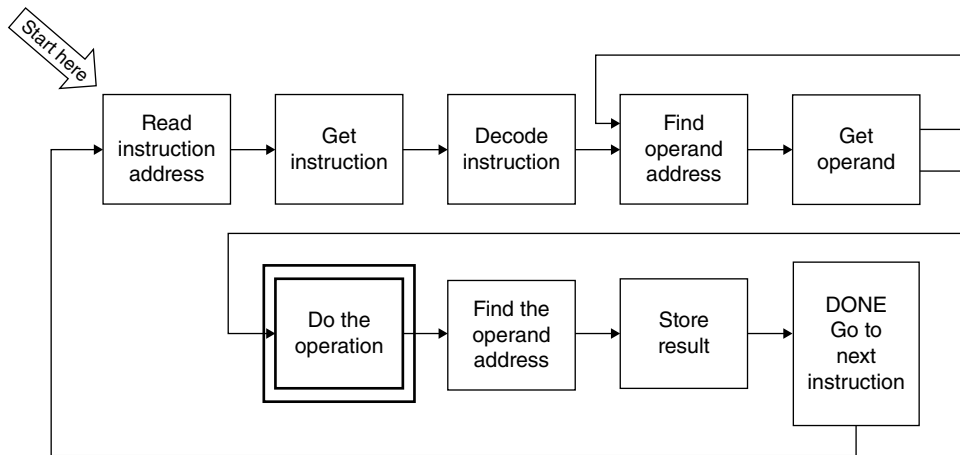 Start here
Read
instruction
address
Get
instruction
Decode
instruction
Find
operand
address
Get
operand
Do the
operation
Find the
operand
address
Store
result
DONE
Go to
next
instruction